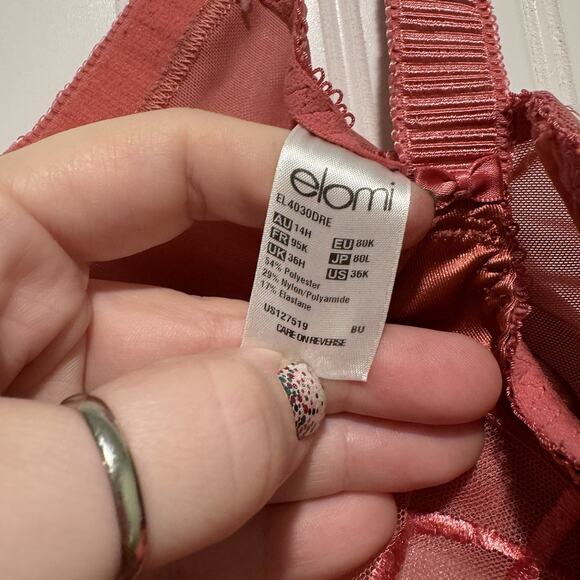 elomi
EL4030DRE
AU 14H
FR 95K EU 80K
UK 36H JP 80L
54% Polyester US 36K
29% Nylon/Polyamide
17% Elastane
US127519 BU
CARE ON REVERSE